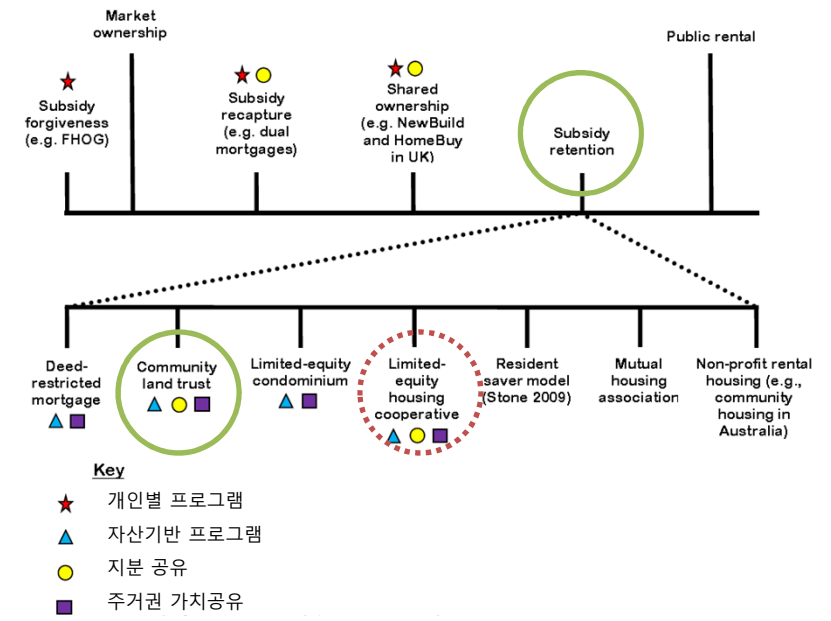 Market
ownership
Public rental
Subsidy
forgiveness
(e.g. FHOG)
Subsidy
recapture
(e.g. dual
mortgages)
Shared
ownership
(e.g. NewBuild
and HomeBuy
in UK)
Subsidy
retention
Deed-
restricted
mortgage
Community
land trust
Limited-equity
condominium
Limited-
equity
housing
cooperative
Resident
saver model
(Stone 2009)
Mutual
housing
association
Non-profit rental
housing (e.g.,
community
housing in
Australia)
Key
개인별 프로그램
자산기반 프로그램
지분 공유
주거권 가치공유